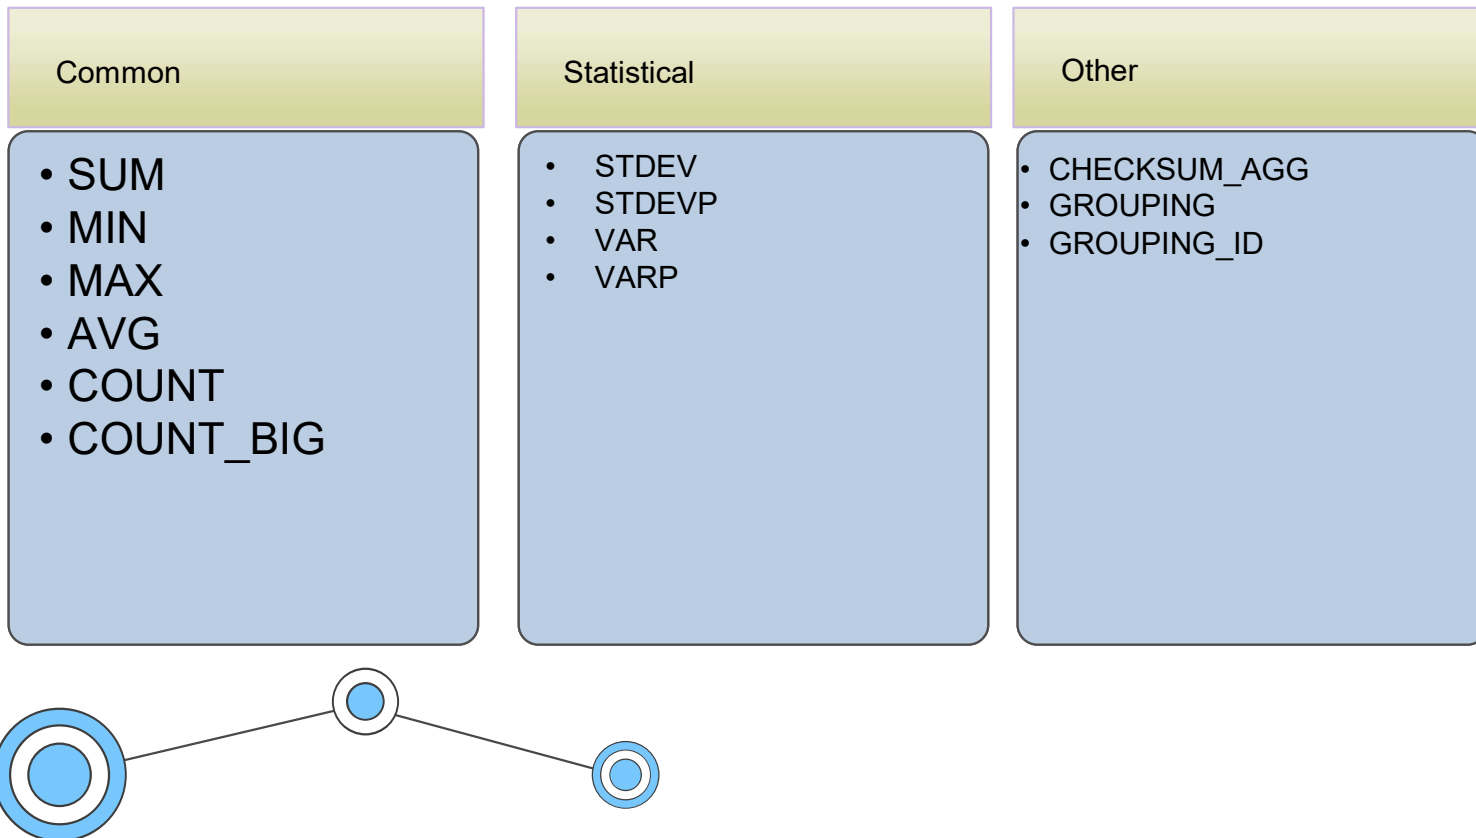 Common
• SUM
• MIN
• MAX
• AVG
• COUNT
• COUNT_BIG
Statistical
• STDEV
• STDEVP
• VAR
• VARP
Other
• CHECKSUM_AGG
• GROUPING
• GROUPING_ID